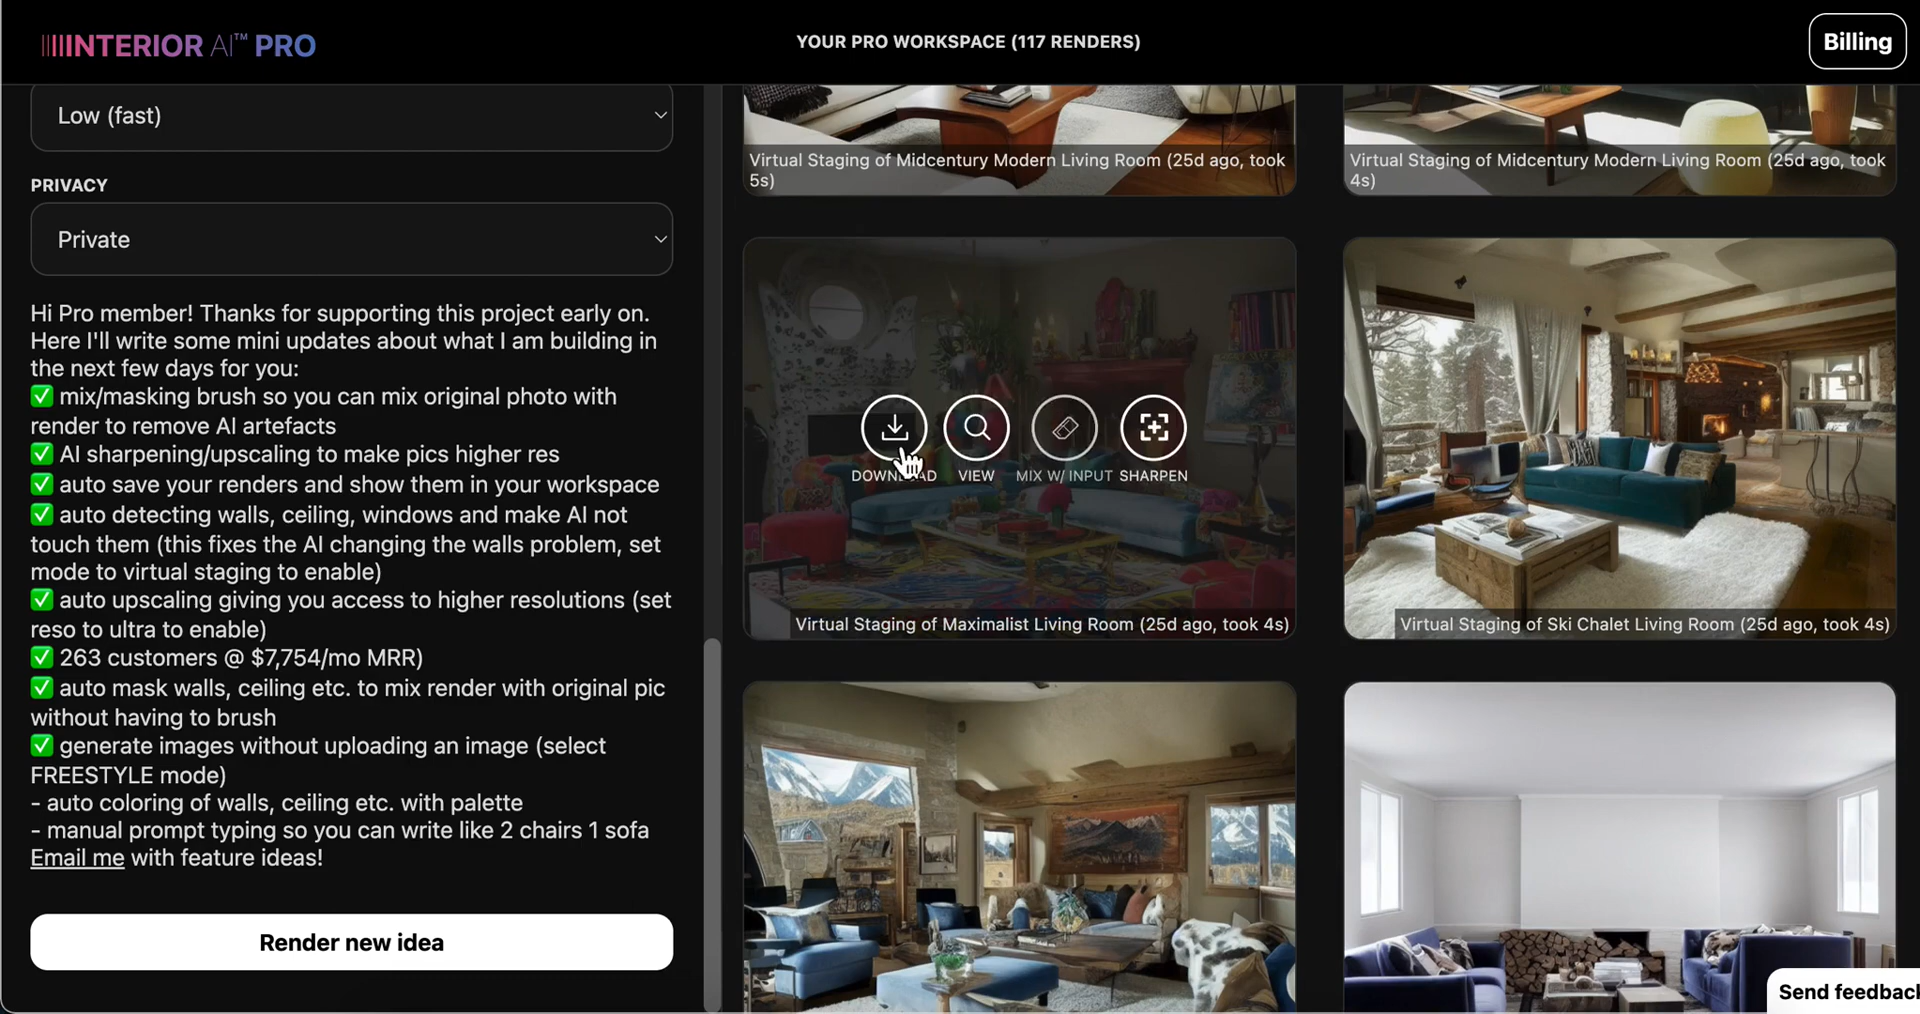 INTERIOR AI™ PRO
YOUR PRO WORKSPACE (117 RENDERS)
Billing
Low (fast)
PRIVACY
Private
Hi Pro member! Thanks for supporting this project early on.
Here I'll write some mini updates about what I am building in
the next few days for you:
✅ mix/masking brush so you can mix original photo with
render to remove AI artefacts
✅ AI sharpening/upscaling to make pics higher res
✅ auto save your renders and show them in your workspace
✅ auto detecting walls, ceiling, windows and make AI not
touch them (this fixes the AI changing the walls problem, set
mode to virtual staging to enable)
✅ auto upscaling giving you access to higher resolutions (set
reso to ultra to enable)
✅ 263 customers @ $7,754/mo MRR)
✅ auto mask walls, ceiling etc. to mix render with original pic
without having to brush
✅ generate images without uploading an image (select
FREESTYLE mode)
- auto coloring of walls, ceiling etc. with palette
- manual prompt typing so you can write like 2 chairs 1 sofa
Email me with feature ideas!
Render new idea
Virtual Staging of Midcentury Modern Living Room (25d ago, took
5s)
Virtual Staging of Midcentury Modern Living Room (25d ago, took
4s)
DOWNLOAD
VIEW
MIX W/ INPUT
SHARPEN
Virtual Staging of Maximalist Living Room (25d ago, took 4s)
Virtual Staging of Ski Chalet Living Room (25d ago, took 4s)
Send feedback